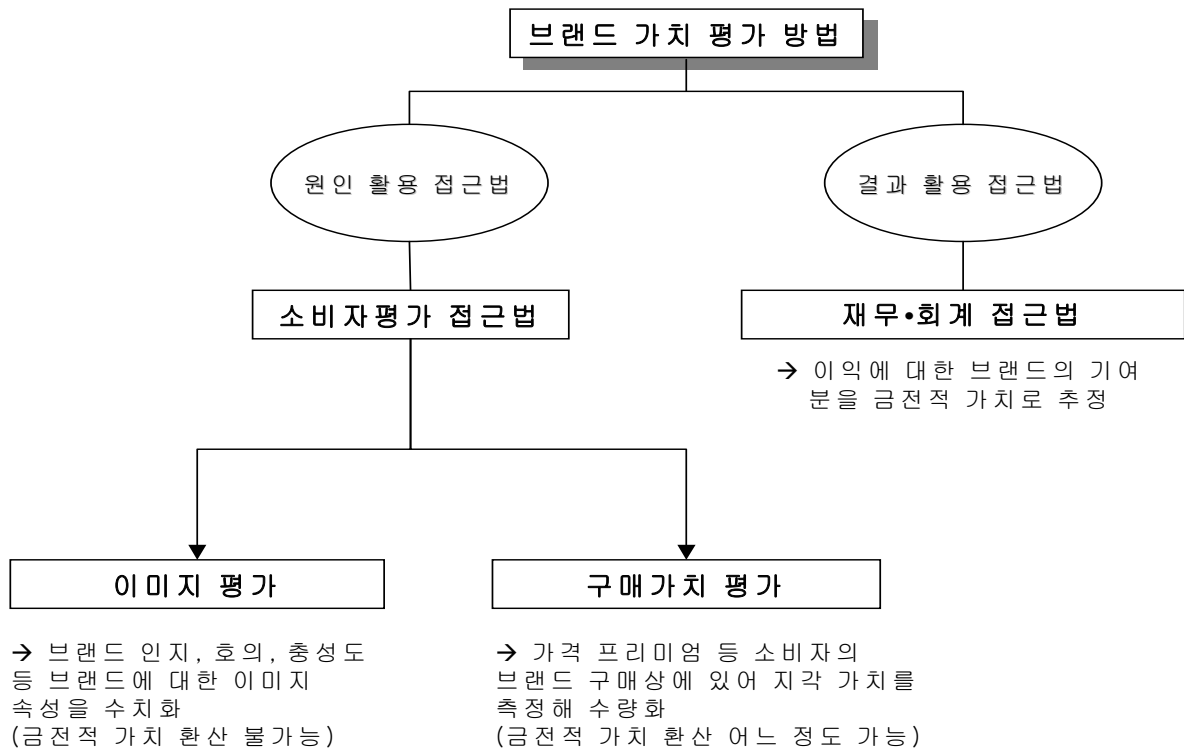 브랜드 가치 평가 방법
원인 활용 접근법
결과 활용 접근법
소비자평가 접근법
재무•회계 접근법
→ 이익에 대한 브랜드의 기여
분을 금전적 가치로 추정
이미지 평가
구매가치 평가
→ 브랜드 인지, 호의, 충성도
등 브랜드에 대한 이미지
속성을 수치화
(금전적 가치 환산 불가능)
→ 가격 프리미엄 등 소비자의
브랜드 구매상에 있어 지각 가치를
측정해 수량화
(금전적 가치 환산 어느 정도 가능)